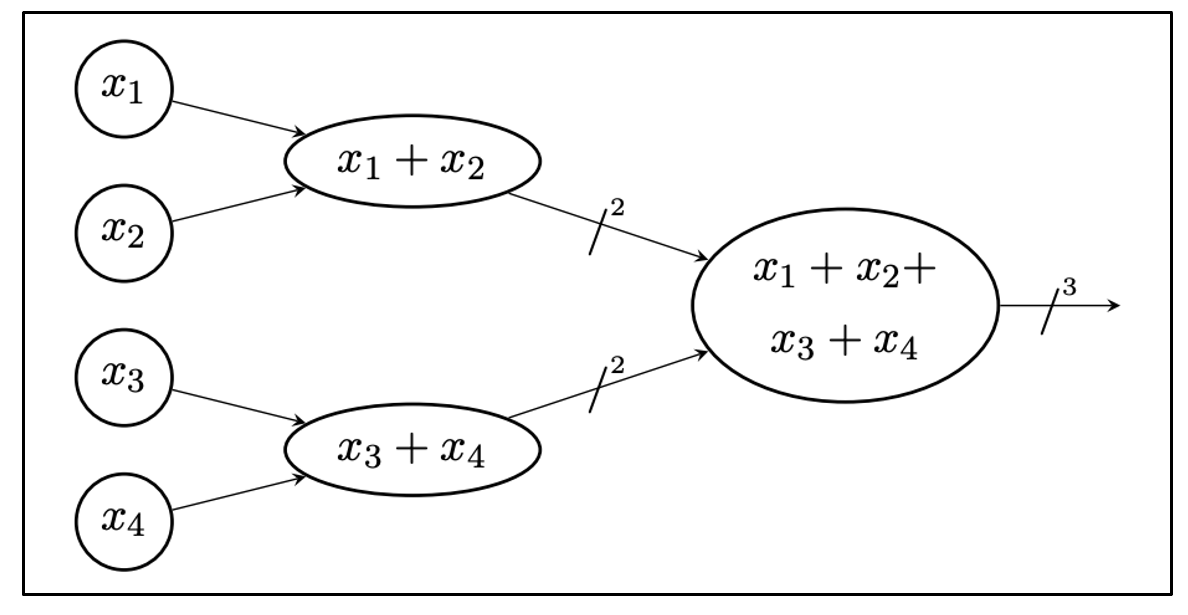 x₁
x₂
x₃
x₄
x₁ + x₂
x₃ + x₄
2
2
x₁ + x₂+
x₃ + x₄
3